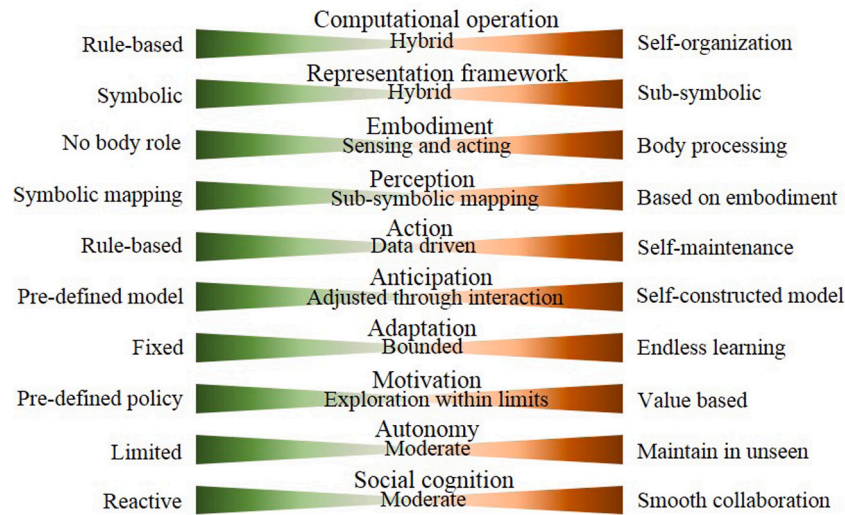 Computational operation
Rule-based Hybrid Self-organization
Representation framework
Symbolic Hybrid Sub-symbolic
Embodiment
No body role Sensing and acting Body processing
Perception
Symbolic mapping Sub-symbolic mapping Based on embodiment
Action
Rule-based Data driven Self-maintenance
Anticipation
Pre-defined model Adjusted through interaction Self-constructed model
Adaptation
Fixed Bounded Endless learning
Motivation
Pre-defined policy Exploration within limits Value based
Autonomy
Limited Moderate Maintain in unseen
Social cognition
Reactive Moderate Smooth collaboration